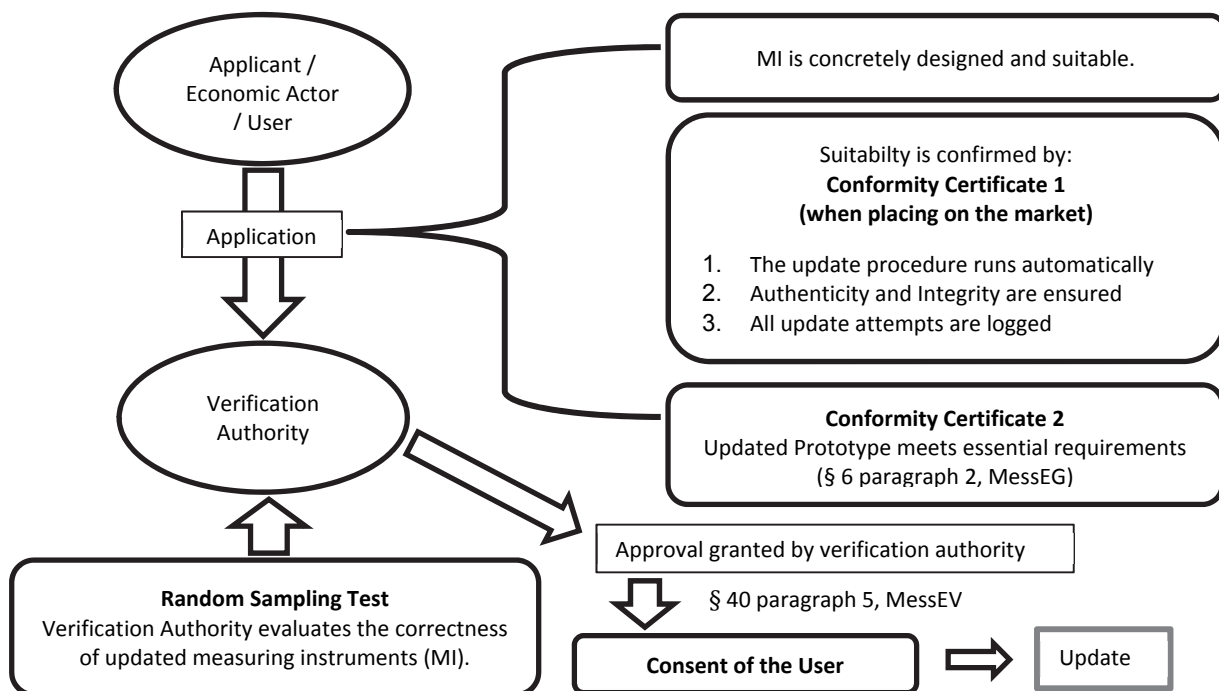 Applicant /
Economic Actor
/ User
Application
Verification
Authority
Random Sampling Test
Verification Authority evaluates the correctness
of updated measuring instruments (MI).
MI is concretely designed and suitable.
Suitabilty is confirmed by:
Conformity Certificate 1
(when placing on the market)
1. The update procedure runs automatically
2. Authenticity and Integrity are ensured
3. All update attempts are logged
Conformity Certificate 2
Updated Prototype meets essential requirements
(§ 6 paragraph 2, MessEG)
Approval granted by verification authority
§ 40 paragraph 5, MessEV
Consent of the User
Update